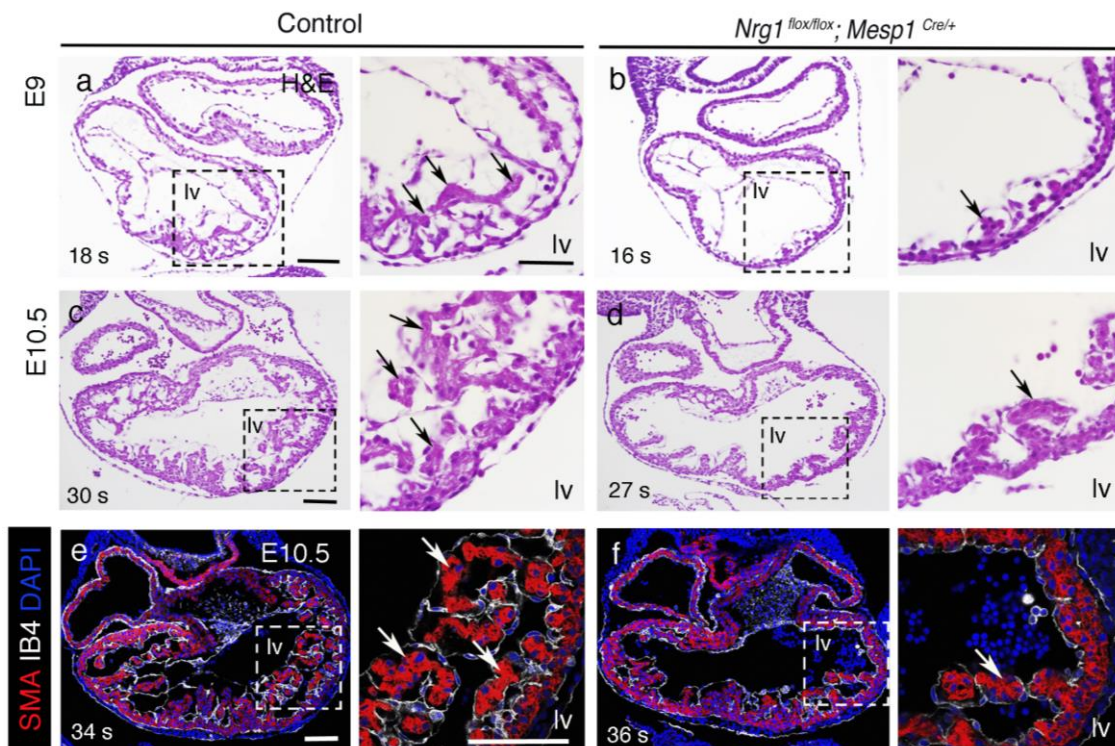 Control
Nrg1 flox/flox; Mesp1 Cre/+
E9
a
H&E
lv
18 s
lv
b
lv
16 s
lv
E10.5
c
lv
30 s
lv
d
lv
27 s
lv
SMA IB4 DAPI
e
E10.5
lv
34 s
lv
f
lv
36 s
lv